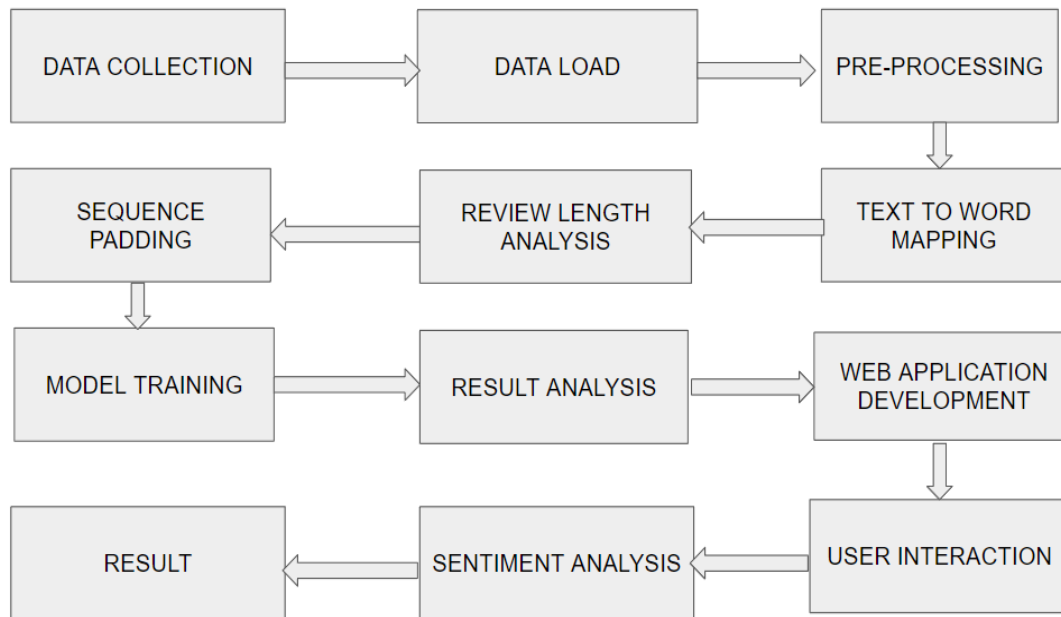 DATA COLLECTION
DATA LOAD
PRE-PROCESSING
TEXT TO WORD
MAPPING
REVIEW LENGTH
ANALYSIS
SEQUENCE
PADDING
MODEL TRAINING
RESULT ANALYSIS
WEB APPLICATION
DEVELOPMENT
USER INTERACTION
SENTIMENT ANALYSIS
RESULT